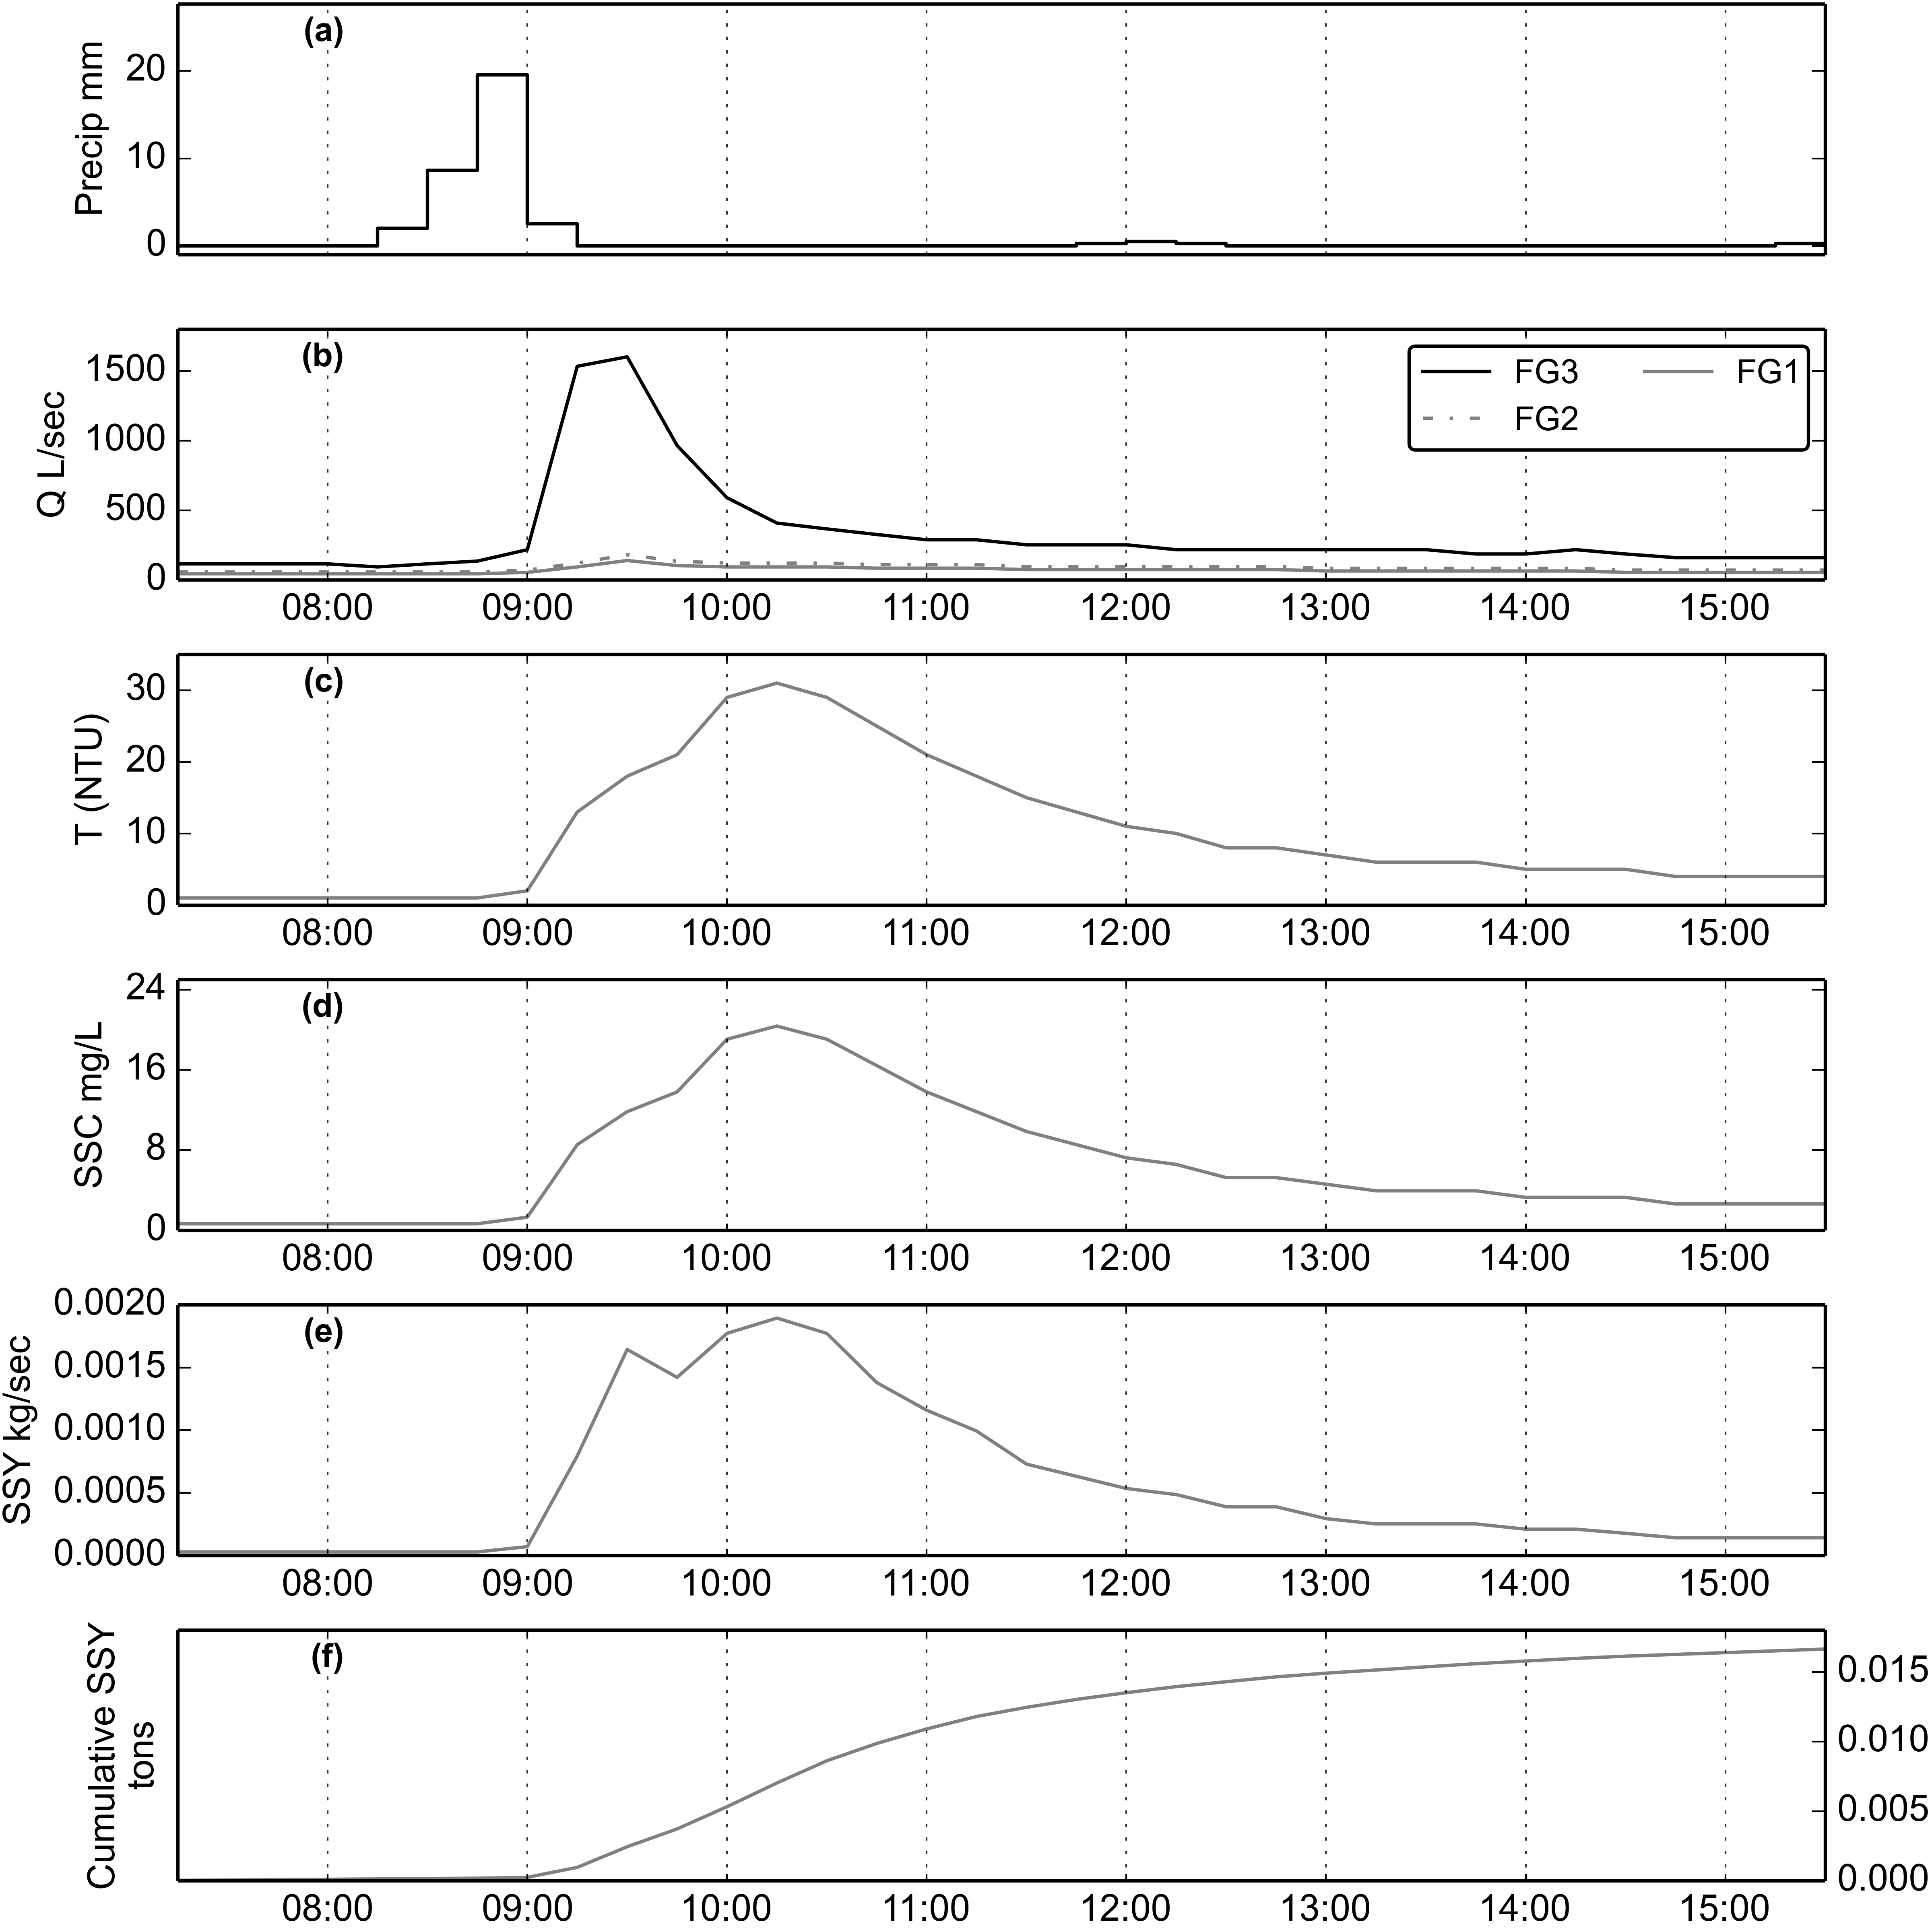 (a)
Precip mm
20
10
0
(b)
Q L/sec
1500
1000
500
0
FG3 FG1
FG2
08:00 09:00 10:00 11:00 12:00 13:00 14:00 15:00
(c)
T (NTU)
30
20
10
0
08:00 09:00 10:00 11:00 12:00 13:00 14:00 15:00
(d)
SSC mg/L
24
16
8
0
08:00 09:00 10:00 11:00 12:00 13:00 14:00 15:00
(e)
SSY kg/sec
0.0020
0.0015
0.0010
0.0005
0.0000
08:00 09:00 10:00 11:00 12:00 13:00 14:00 15:00
(f)
Cumulative SSY
tons
0.015
0.010
0.005
0.000
08:00 09:00 10:00 11:00 12:00 13:00 14:00 15:00